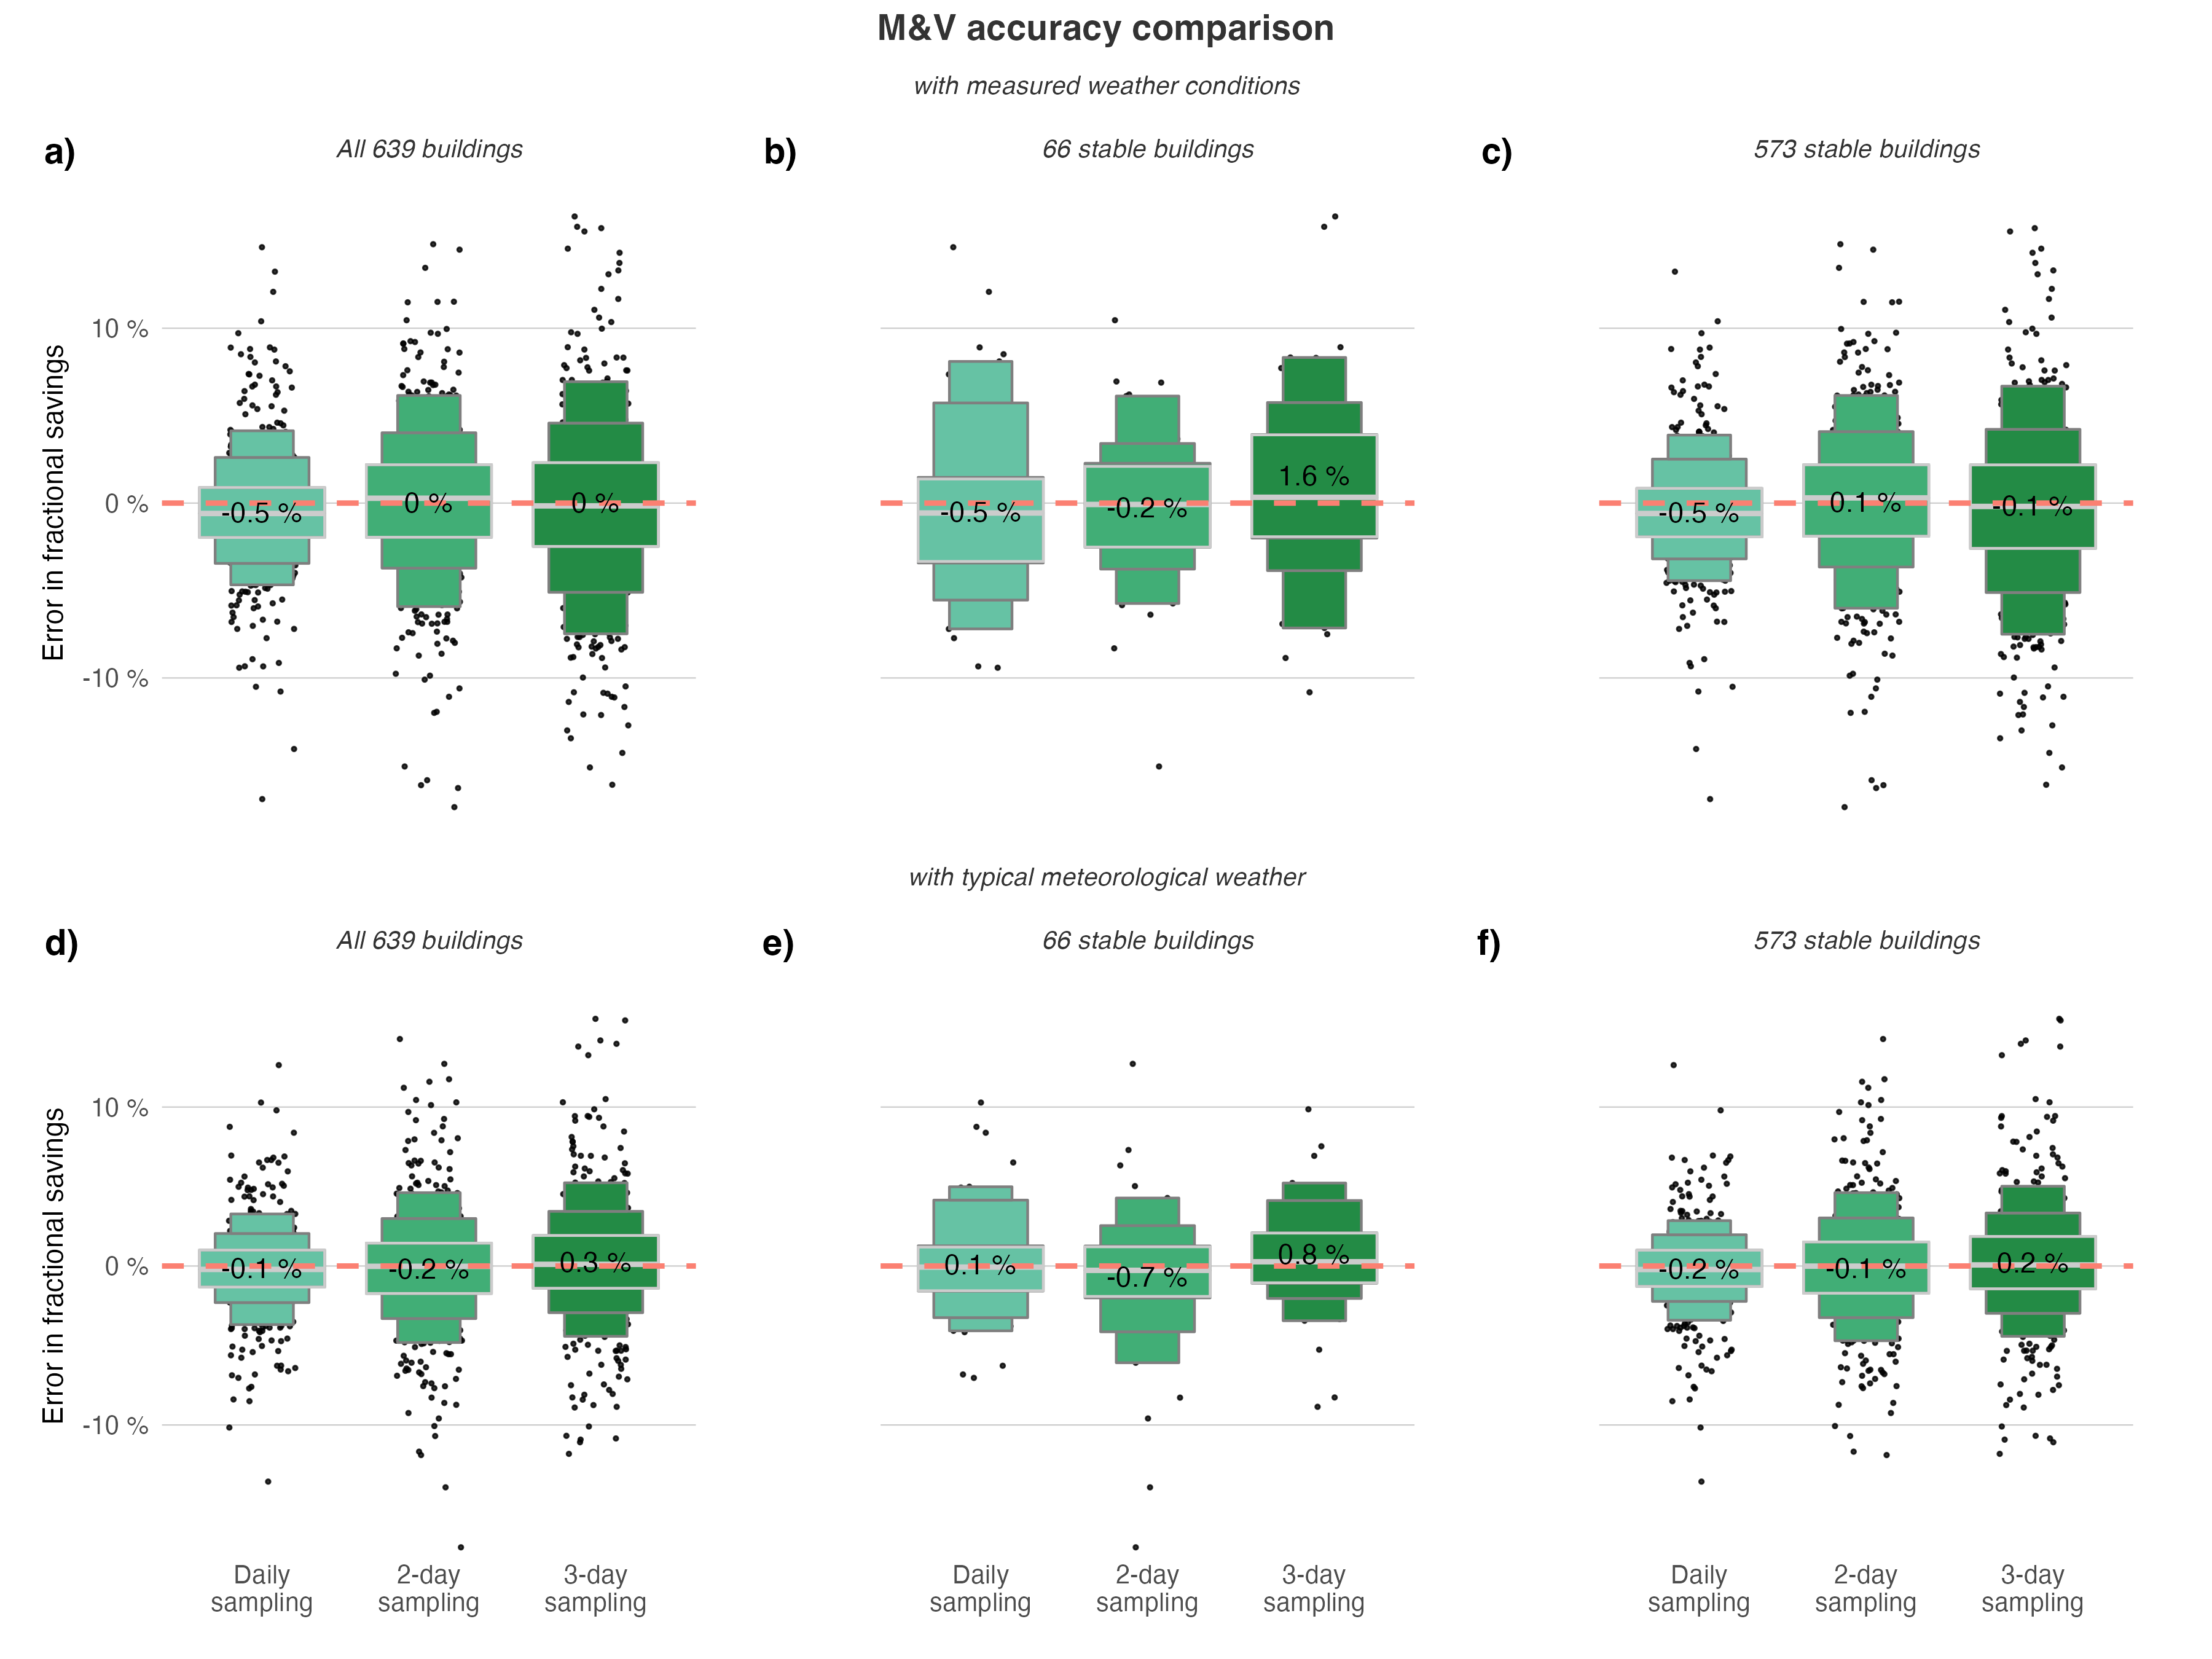 M&V accuracy comparison
with measured weather conditions
a)
All 639 buildings
b)
66 stable buildings
c)
573 stable buildings
Error in fractional savings
10 %
0 %
-10 %
-0.5 %
0 %
0 %
-0.5 %
-0.2 %
1.6 %
-0.5 %
0.1 %
-0.1 %
with typical meteorological weather
d)
All 639 buildings
e)
66 stable buildings
f)
573 stable buildings
Error in fractional savings
10 %
0 %
-10 %
-0.1 %
-0.2 %
0.3 %
0.1 %
-0.7 %
0.8 %
-0.2 %
-0.1 %
0.2 %
Daily
sampling
2-day
sampling
3-day
sampling
Daily
sampling
2-day
sampling
3-day
sampling
Daily
sampling
2-day
sampling
3-day
sampling